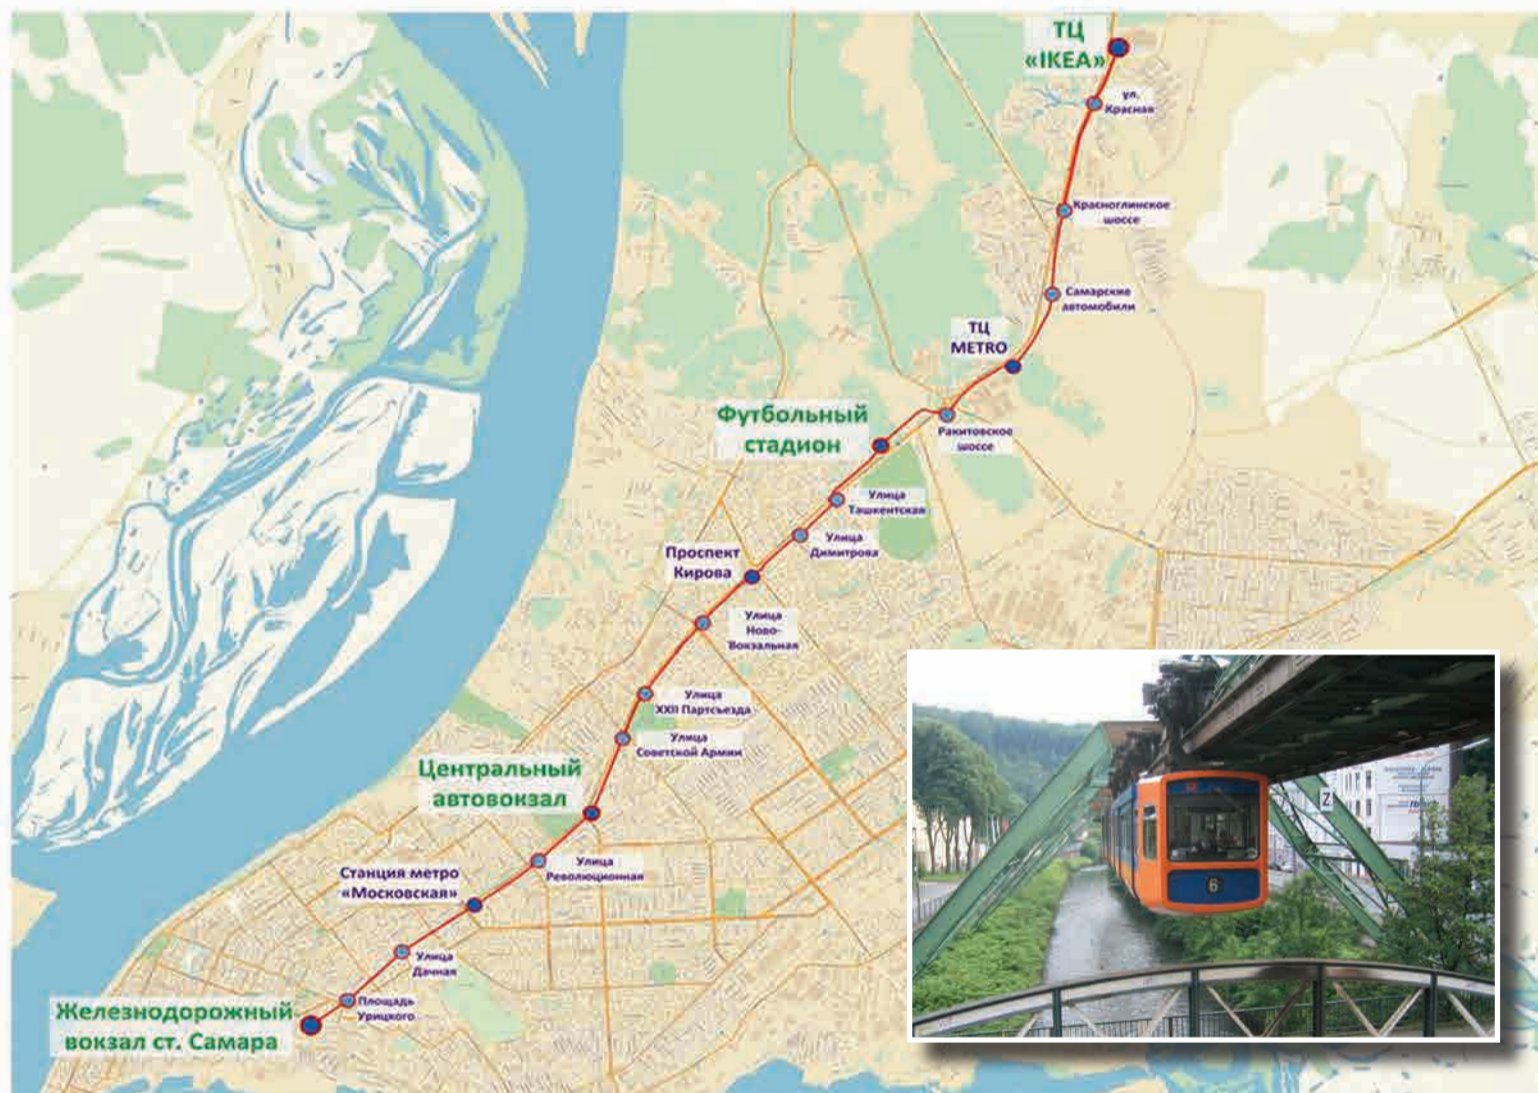 ТЦ
«IKEA»
ул.
Красная
Красноглинское
шоссе
Самарские
автомобили
ТЦ
METRO
Ракитовское
шоссе
Футбольный
стадион
Улица
Ташкентская
Улица
Димитрова
Проспект
Кирова
Улица
Ново-
Вокзальная
Улица
XXII Партсъезда
Улица
Советской Армии
Центральный
автовокзал
Улица
Революционная
Станция метро
«Московская»
Улица
Дачная
Площадь
Урицкого
Железнодорожный
вокзал ст. Самара
Z
6